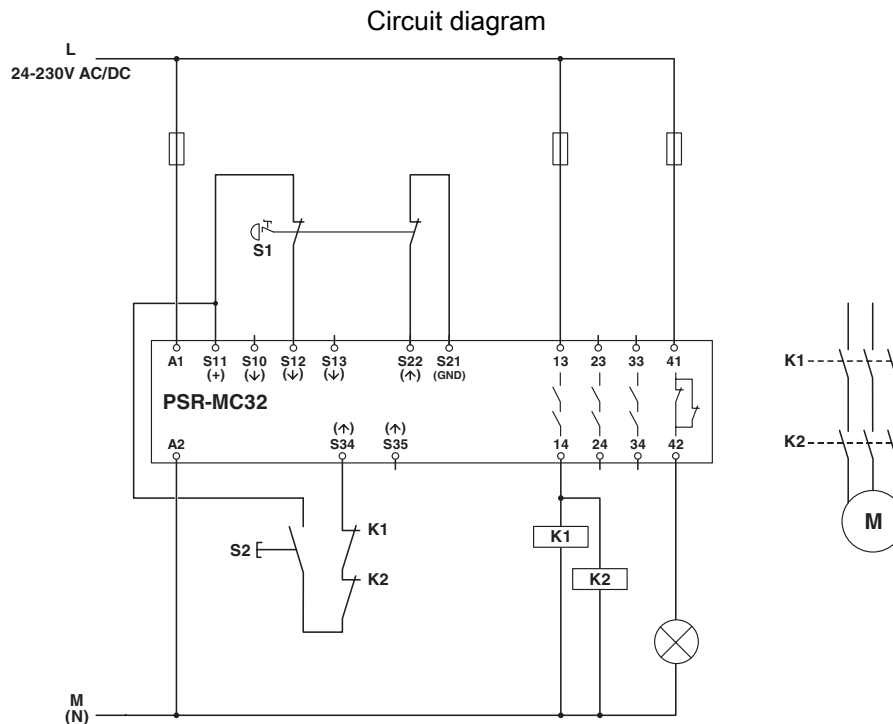 Circuit diagram
L
24-230V AC/DC
S1
A1 S11 S10 S12 S13 S22 S21 13 23 33 41
(+) (↓) (↓) (↓) (↑) (GND)
K1
PSR-MC32
(↑) (↑)
A2 S34 S35 14 24 34 42
K2
M
K1
K1
S2
K2
K2
M
(N)